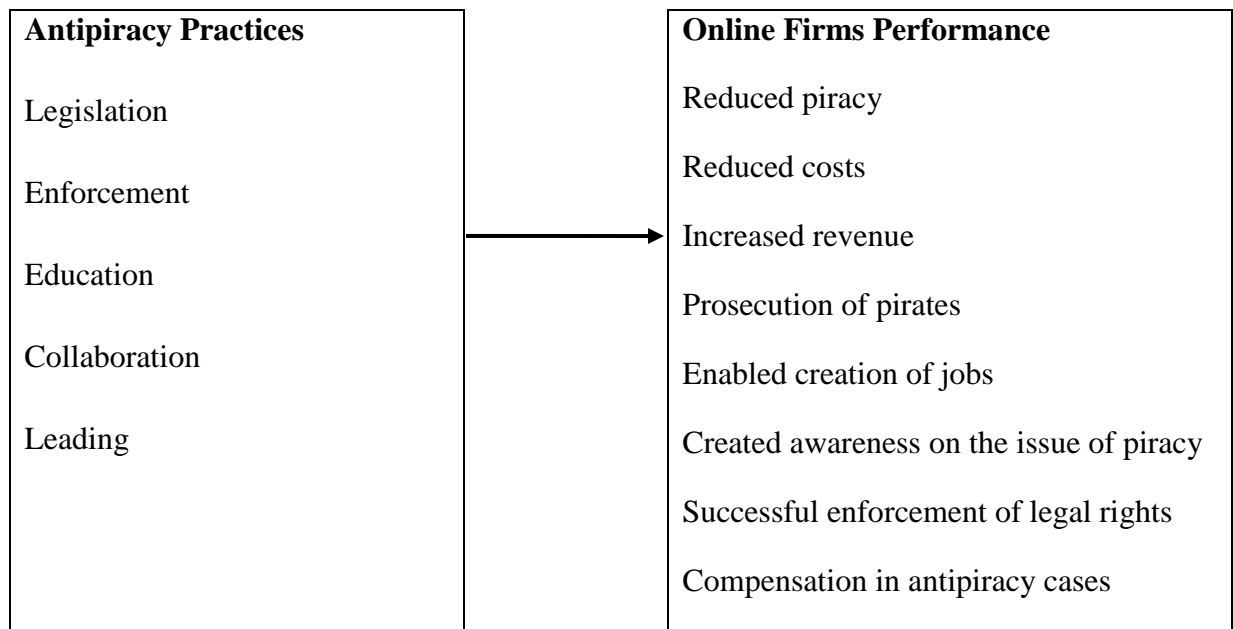 Antipiracy Practices
Legislation
Enforcement
Education
Collaboration
Leading
Online Firms Performance
Reduced piracy
Reduced costs
Increased revenue
Prosecution of pirates
Enabled creation of jobs
Created awareness on the issue of piracy
Successful enforcement of legal rights
Compensation in antipiracy cases